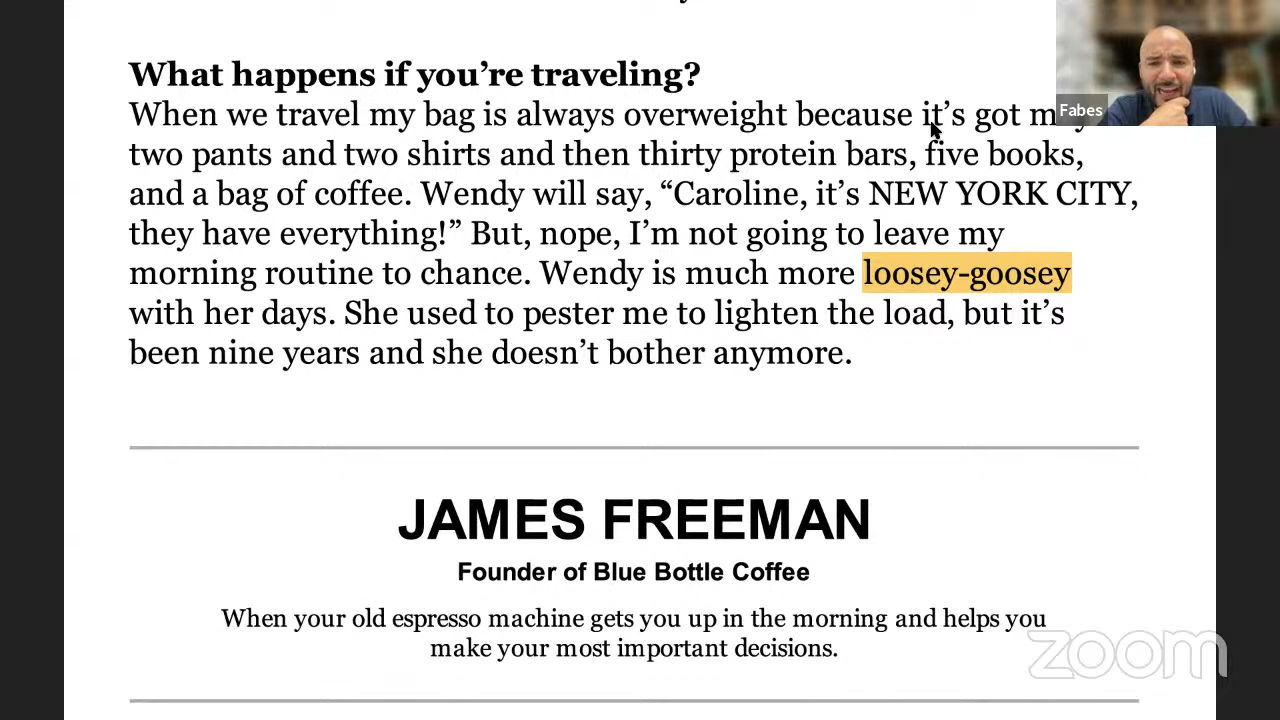 What happens if you’re traveling?
When we travel my bag is always overweight because it’s got
two pants and two shirts and then thirty protein bars, five books,
and a bag of coffee. Wendy will say, “Caroline, it’s NEW YORK CITY,
they have everything!” But, nope, I’m not going to leave my
morning routine to chance. Wendy is much more loosey-goosey
with her days. She used to pester me to lighten the load, but it’s
been nine years and she doesn’t bother anymore.
JAMES FREEMAN
Founder of Blue Bottle Coffee
When your old espresso machine gets you up in the morning and helps you
make your most important decisions.
Fabes
zoom